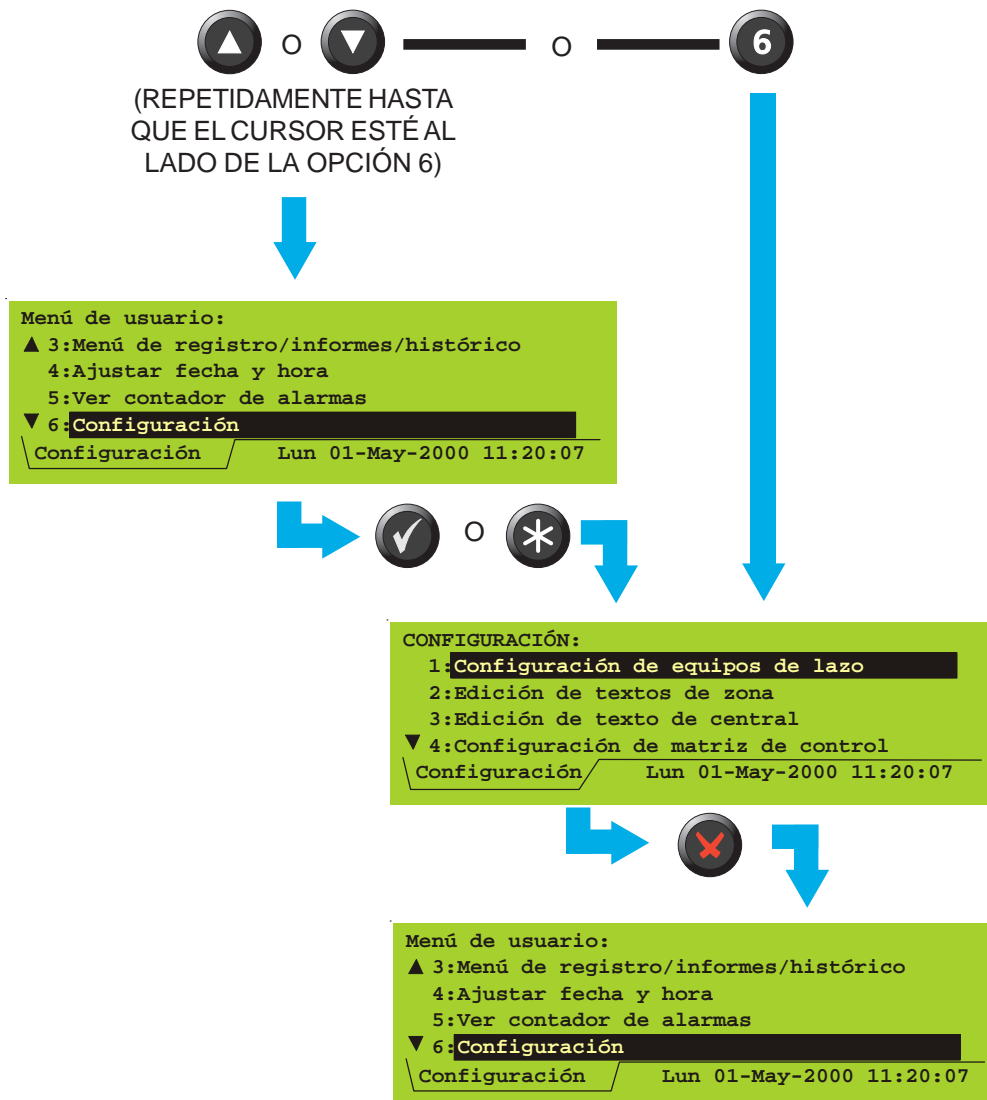 O
O
6
(REPETIDAMENTE HASTA
QUE EL CURSOR ESTÉ AL
LADO DE LA OPCIÓN 6)
Menú de usuario:
▲ 3:Menú de registro/informes/histórico
4:Ajustar fecha y hora
5:Ver contador de alarmas
▼ 6:Configuración
Configuración Lun 01-May-2000 11:20:07
O
CONFIGURACIÓN:
1:Configuración de equipos de lazo
2:Edición de textos de zona
3:Edición de texto de central
▼ 4:Configuración de matriz de control
Configuración Lun 01-May-2000 11:20:07
Menú de usuario:
▲ 3:Menú de registro/informes/histórico
4:Ajustar fecha y hora
5:Ver contador de alarmas
▼ 6:Configuración
Configuración Lun 01-May-2000 11:20:07